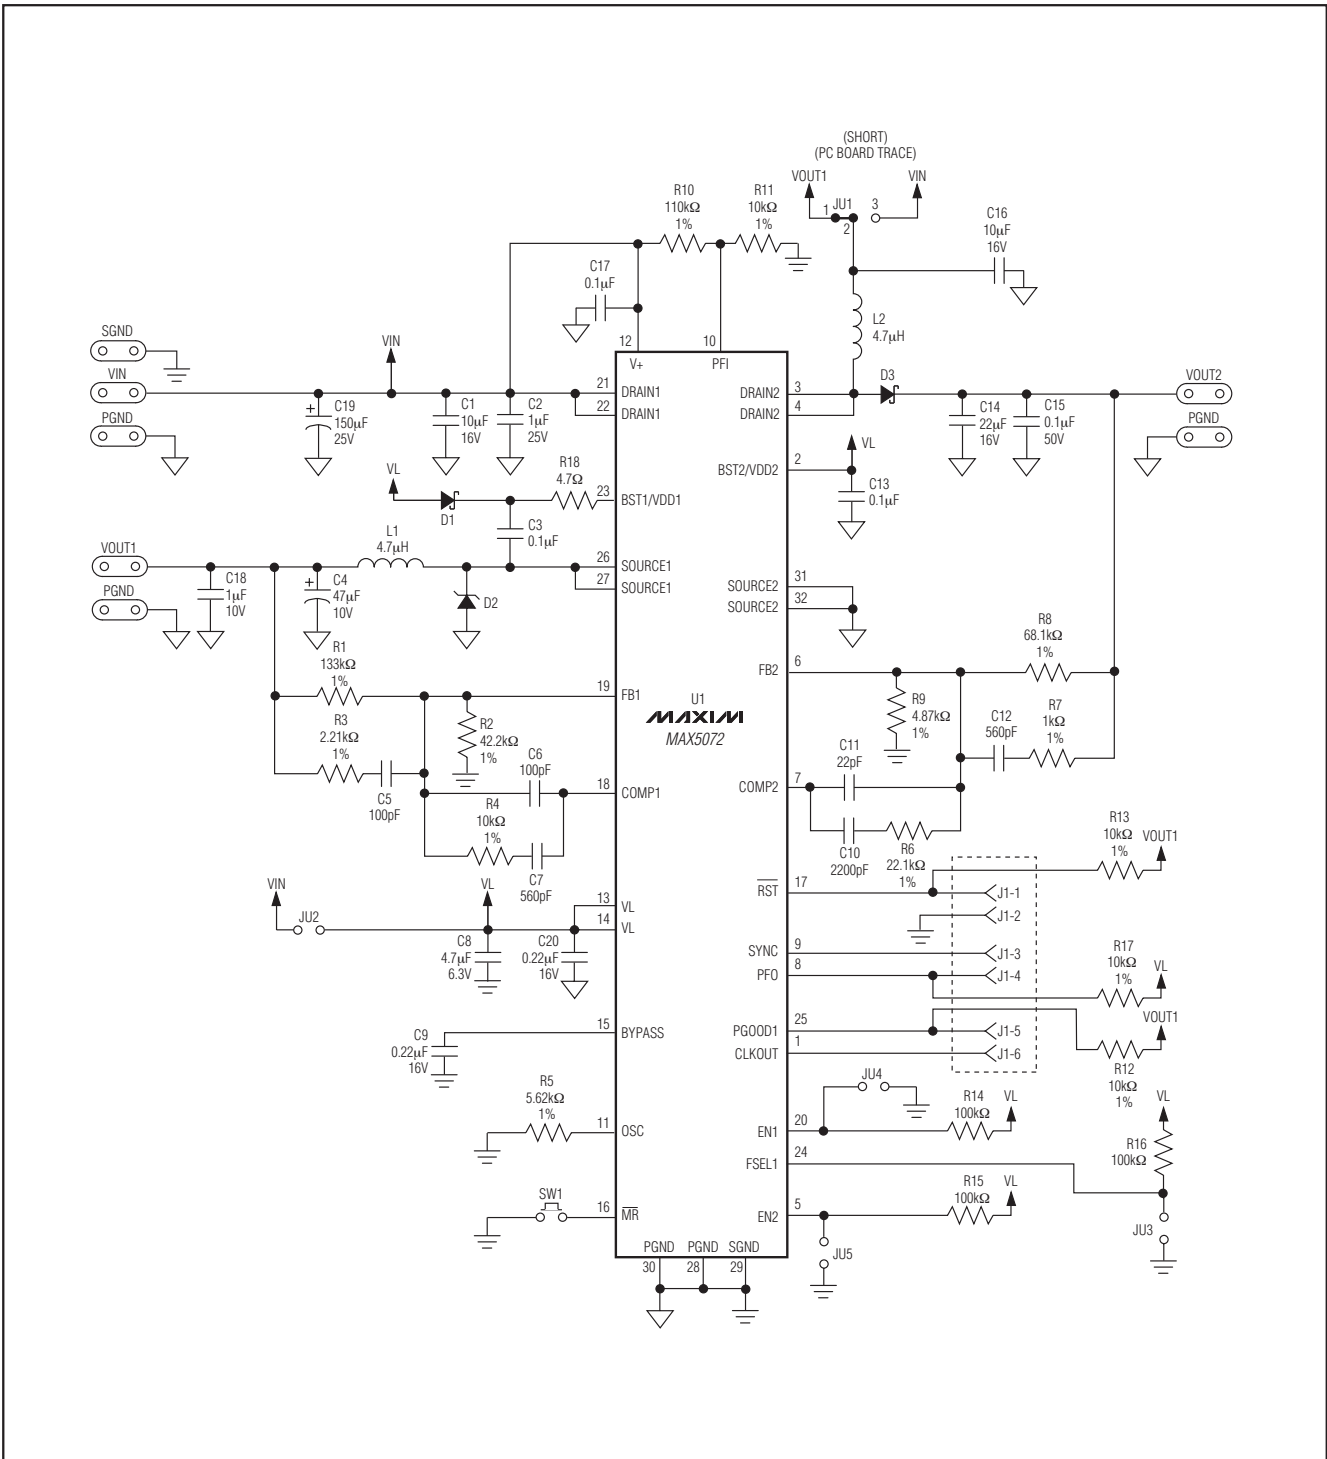 (SHORT)
(PC BOARD TRACE)
VOUT1
VIN
JU1
1
2
3
R10
110kΩ
1%
R11
10kΩ
1%
C16
10µF
16V
C17
0.1µF
L2
4.7µH
SGND
VIN
PGND
VIN
12
V+
10
PFI
C19
150µF
25V
+
C1
10µF
16V
C2
1µF
25V
21
DRAIN1
22
DRAIN1
3
DRAIN2
4
DRAIN2
D3
C14
22µF
16V
C15
0.1µF
50V
VOUT2
PGND
VL
D1
R18
4.7Ω
23
BST1/VDD1
C3
0.1µF
2
BST2/VDD2
VL
C13
0.1µF
VOUT1
PGND
C18
1µF
10V
C4
47µF
10V
+
L1
4.7µH
D2
26
SOURCE1
27
SOURCE1
31
SOURCE2
32
SOURCE2
R1
133kΩ
1%
R3
2.21kΩ
1%
C5
100pF
R2
42.2kΩ
1%
19
FB1
C6
100pF
18
COMP1
R4
10kΩ
1%
C7
560pF
U1
MAXIM
MAX5072
6
FB2
R8
68.1kΩ
1%
R9
4.87kΩ
1%
C12
560pF
R7
1kΩ
1%
C11
22pF
7
COMP2
C10
2200pF
R6
22.1kΩ
1%
VIN
JU2
VL
13
VL
14
VL
C8
4.7µF
6.3V
C20
0.22µF
16V
17
RST
J1-1
J1-2
R13
10kΩ
1%
VOUT1
9
SYNC
J1-3
8
PFO
J1-4
R17
10kΩ
1%
VL
25
PGOOD1
J1-5
1
CLKOUT
J1-6
VOUT1
R12
10kΩ
1%
C9
0.22µF
16V
15
BYPASS
R5
5.62kΩ
1%
11
OSC
SW1
16
MR
JU4
20
EN1
R14
100kΩ
VL
24
FSEL1
VL
R16
100kΩ
JU3
5
EN2
R15
100kΩ
VL
JU5
PGND
PGND
SGND
30
28
29